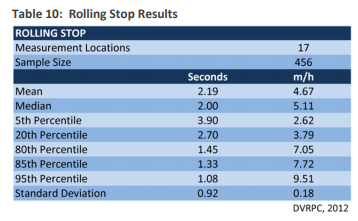 Table 10: Rolling Stop Results
ROLLING STOP
Measurement Locations 17
Sample Size 456
Seconds m/h
Mean 2.19 4.67
Median 2.00 5.11
5th Percentile 3.90 2.62
20th Percentile 2.70 3.79
80th Percentile 1.45 7.05
85th Percentile 1.33 7.72
95th Percentile 1.08 9.51
Standard Deviation 0.92 0.18
DVRPC, 2012